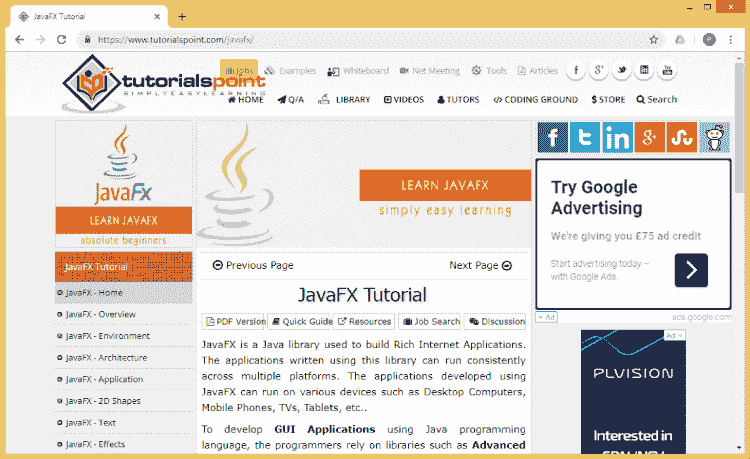 JavaFX Tutorial
https://www.tutorialspoint.com/javafx/
Jobs Examples Whiteboard Net Meeting Tools Articles
tutorialspoint
SIMPLYEASYLEARNING
HOME Q/A LIBRARY VIDEOS TUTORS CODING GROUND STORE Search
JavaFx
LEARN JAVAFX
absolute beginners
LEARN JAVAFX
simply easy learning
JavaFX Tutorial
JavaFX - Home
JavaFX - Overview
JavaFX - Environment
JavaFX - Architecture
JavaFX - Application
JavaFX - 2D Shapes
JavaFX - Text
JavaFX - Effects
Previous Page Next Page
JavaFX Tutorial
PDF Version Quick Guide Resources Job Search Discussion
JavaFX is a Java library used to build Rich Internet Applications.
The applications written using this library can run consistently
across multiple platforms. The applications developed using
JavaFX can run on various devices such as Desktop Computers,
Mobile Phones, TVs, Tablets, etc..
To develop GUI Applications using Java programming
language, the programmers rely on libraries such as Advanced
Try Google
Advertising
We're giving you £75 ad credit
Start advertising today –
with Google Ads.
Ad ads.google.com
Ad
PLVISION
Interested in